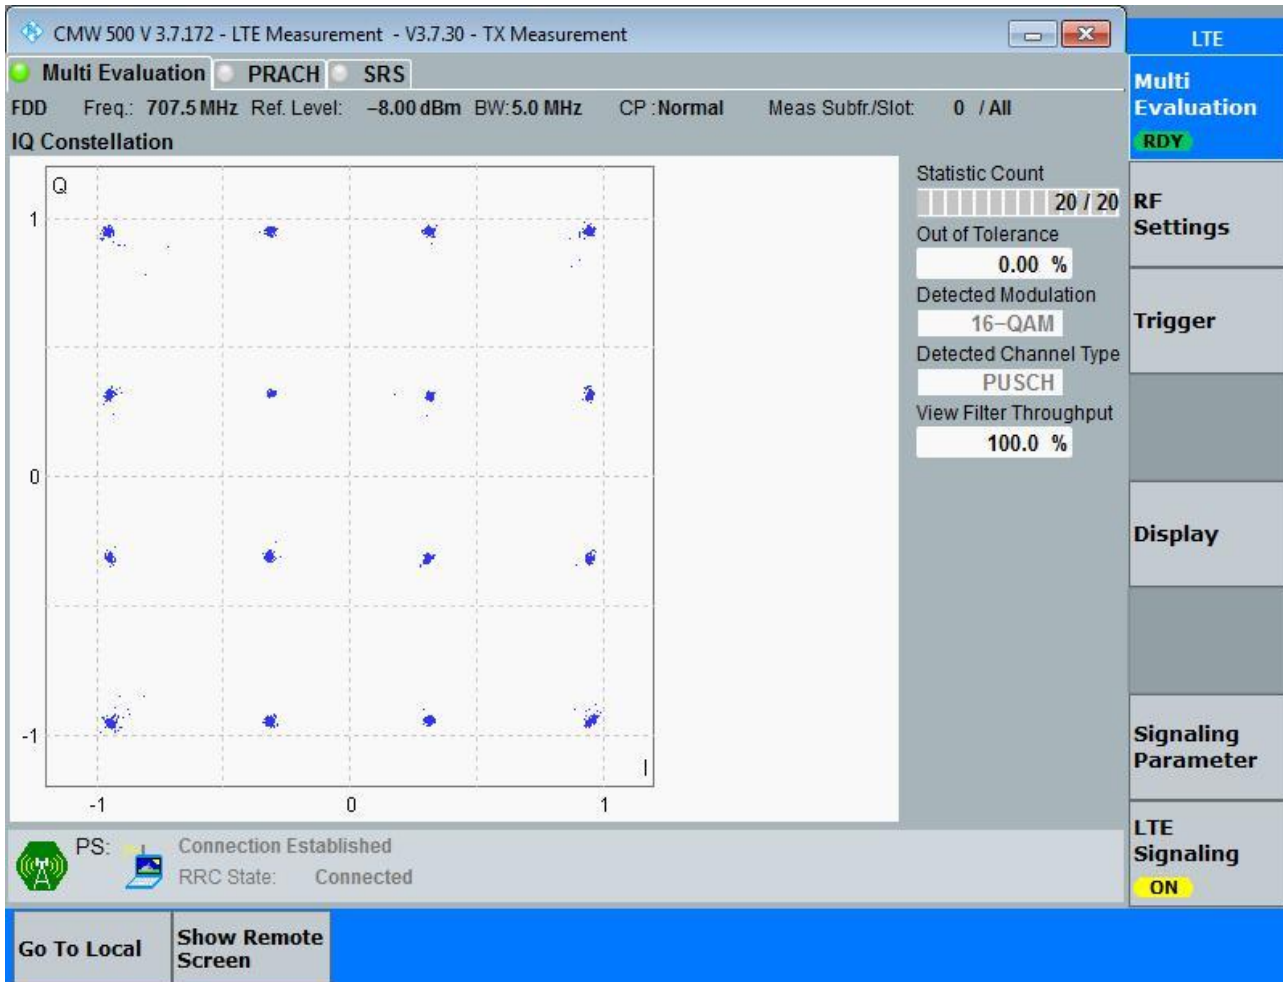 CMW 500 V 3.7.172 - LTE Measurement - V3.7.30 - TX Measurement
LTE
Multi Evaluation PRACH SRS
FDD Freq.: 707.5 MHz Ref. Level: −8.00 dBm BW: 5.0 MHz CP : Normal Meas Subfr./Slot: 0 / All
IQ Constellation
Q
1
0
-1
I
-1 0 1
Statistic Count
20 / 20
Out of Tolerance
0.00 %
Detected Modulation
16−QAM
Detected Channel Type
PUSCH
View Filter Throughput
100.0 %
Multi
Evaluation
RDY
RF
Settings
Trigger
Display
Signaling
Parameter
LTE
Signaling
ON
PS: Connection Established
RRC State: Connected
Go To Local
Show Remote
Screen